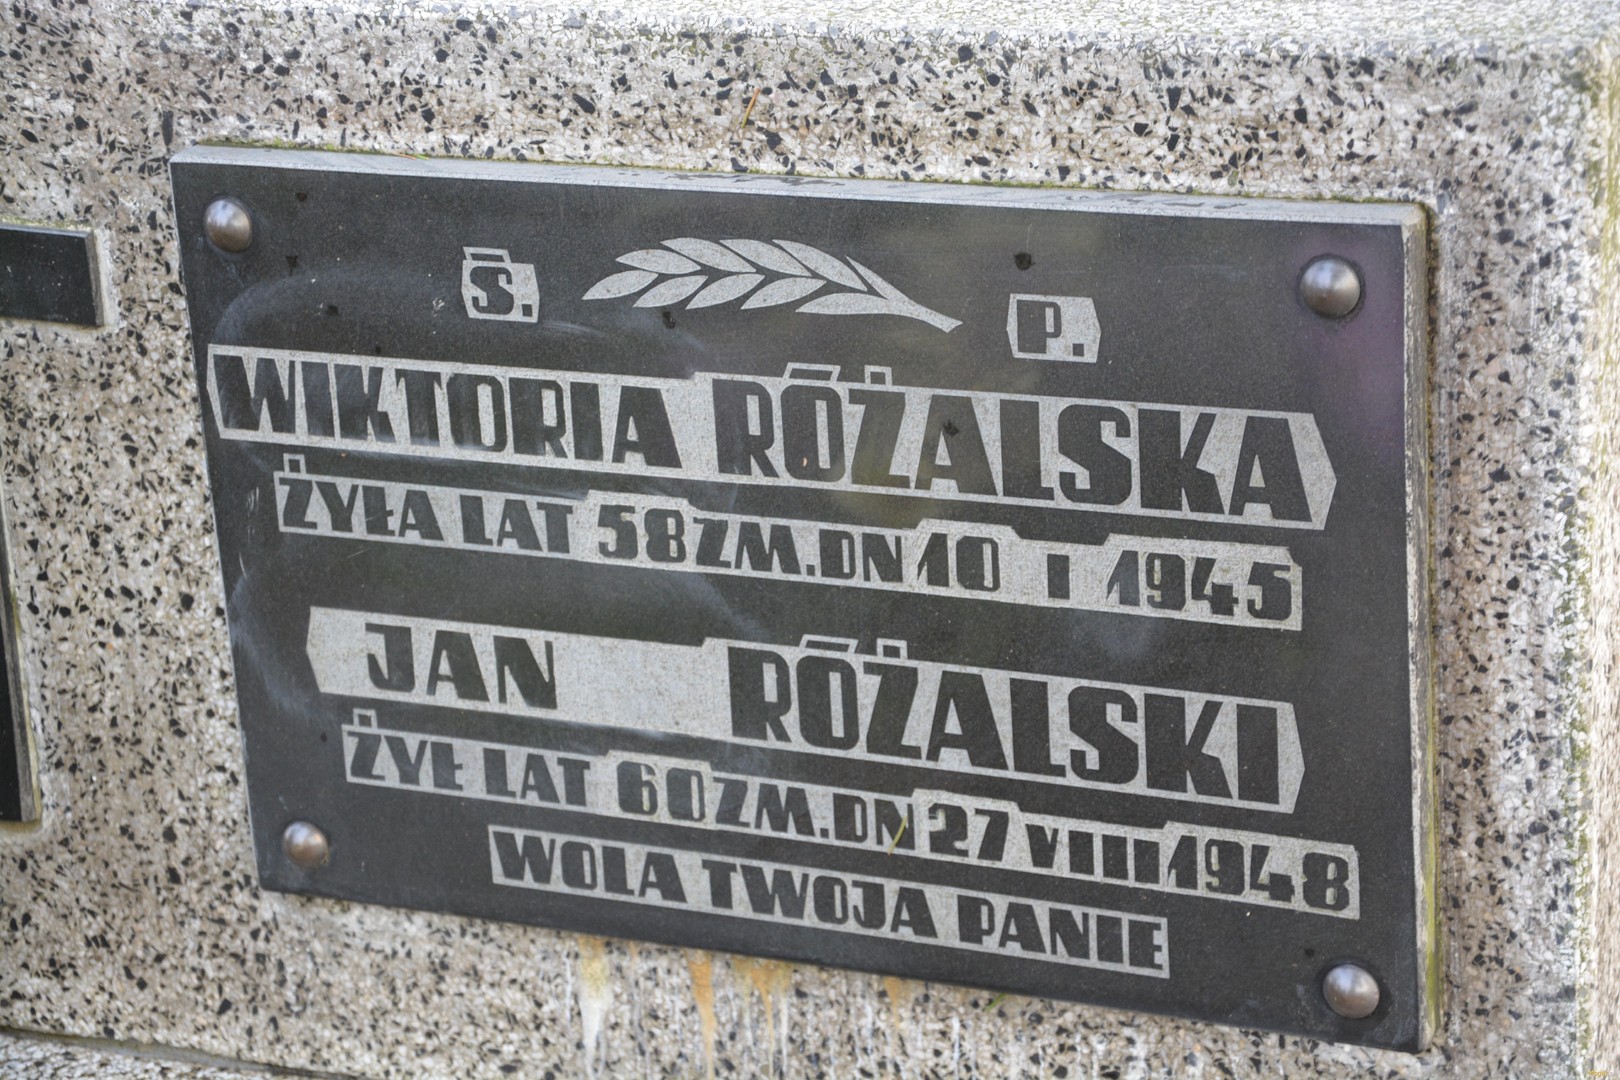 Ś. P.
WIKTORIA RÓŻALSKA
ŻYŁA LAT 58 ZM. DN 10 I 1945
JAN RÓŻALSKI
ŻYŁ LAT 60 ZM. DN 27 VIII 1948
WOLA TWOJA PANIE